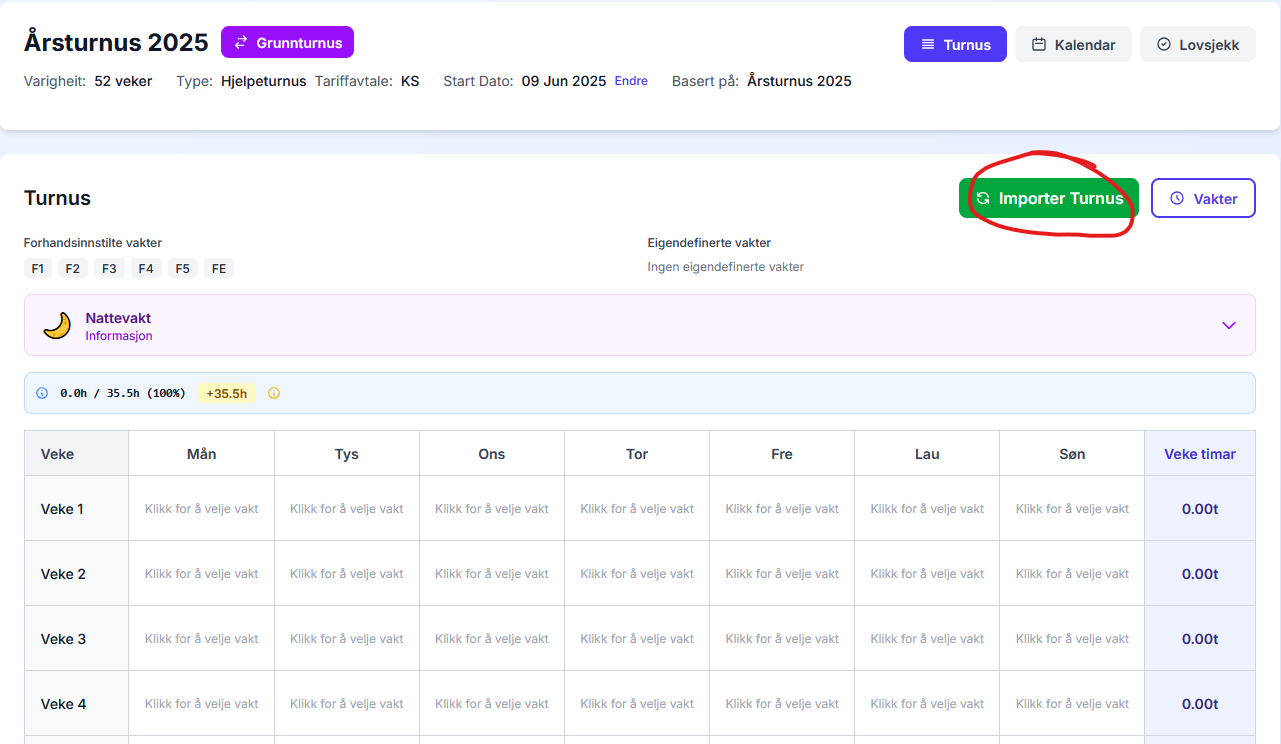 Årsturnus 2025 Grunnturnus Turnus Kalendar Lovsjekk
Varigheit: 52 veker Type: Hjelpeturnus Tariffavtale: KS Start Dato: 09 Jun 2025 Endre Basert på: Årsturnus 2025
Turnus Importer Turnus Vakter
Forhandsinnstilte vakter Eigendefinerte vakter
F1 F2 F3 F4 F5 FE Ingen eigendefinerte vakter
Nattevakt
Informasjon
0.0h / 35.5h (100%) +35.5h
Veke Mån Tys Ons Tor Fre Lau Søn Veke timar
Veke 1 Klikk for å velje vakt Klikk for å velje vakt Klikk for å velje vakt Klikk for å velje vakt Klikk for å velje vakt Klikk for å velje vakt Klikk for å velje vakt 0.00t
Veke 2 Klikk for å velje vakt Klikk for å velje vakt Klikk for å velje vakt Klikk for å velje vakt Klikk for å velje vakt Klikk for å velje vakt Klikk for å velje vakt 0.00t
Veke 3 Klikk for å velje vakt Klikk for å velje vakt Klikk for å velje vakt Klikk for å velje vakt Klikk for å velje vakt Klikk for å velje vakt Klikk for å velje vakt 0.00t
Veke 4 Klikk for å velje vakt Klikk for å velje vakt Klikk for å velje vakt Klikk for å velje vakt Klikk for å velje vakt Klikk for å velje vakt Klikk for å velje vakt 0.00t